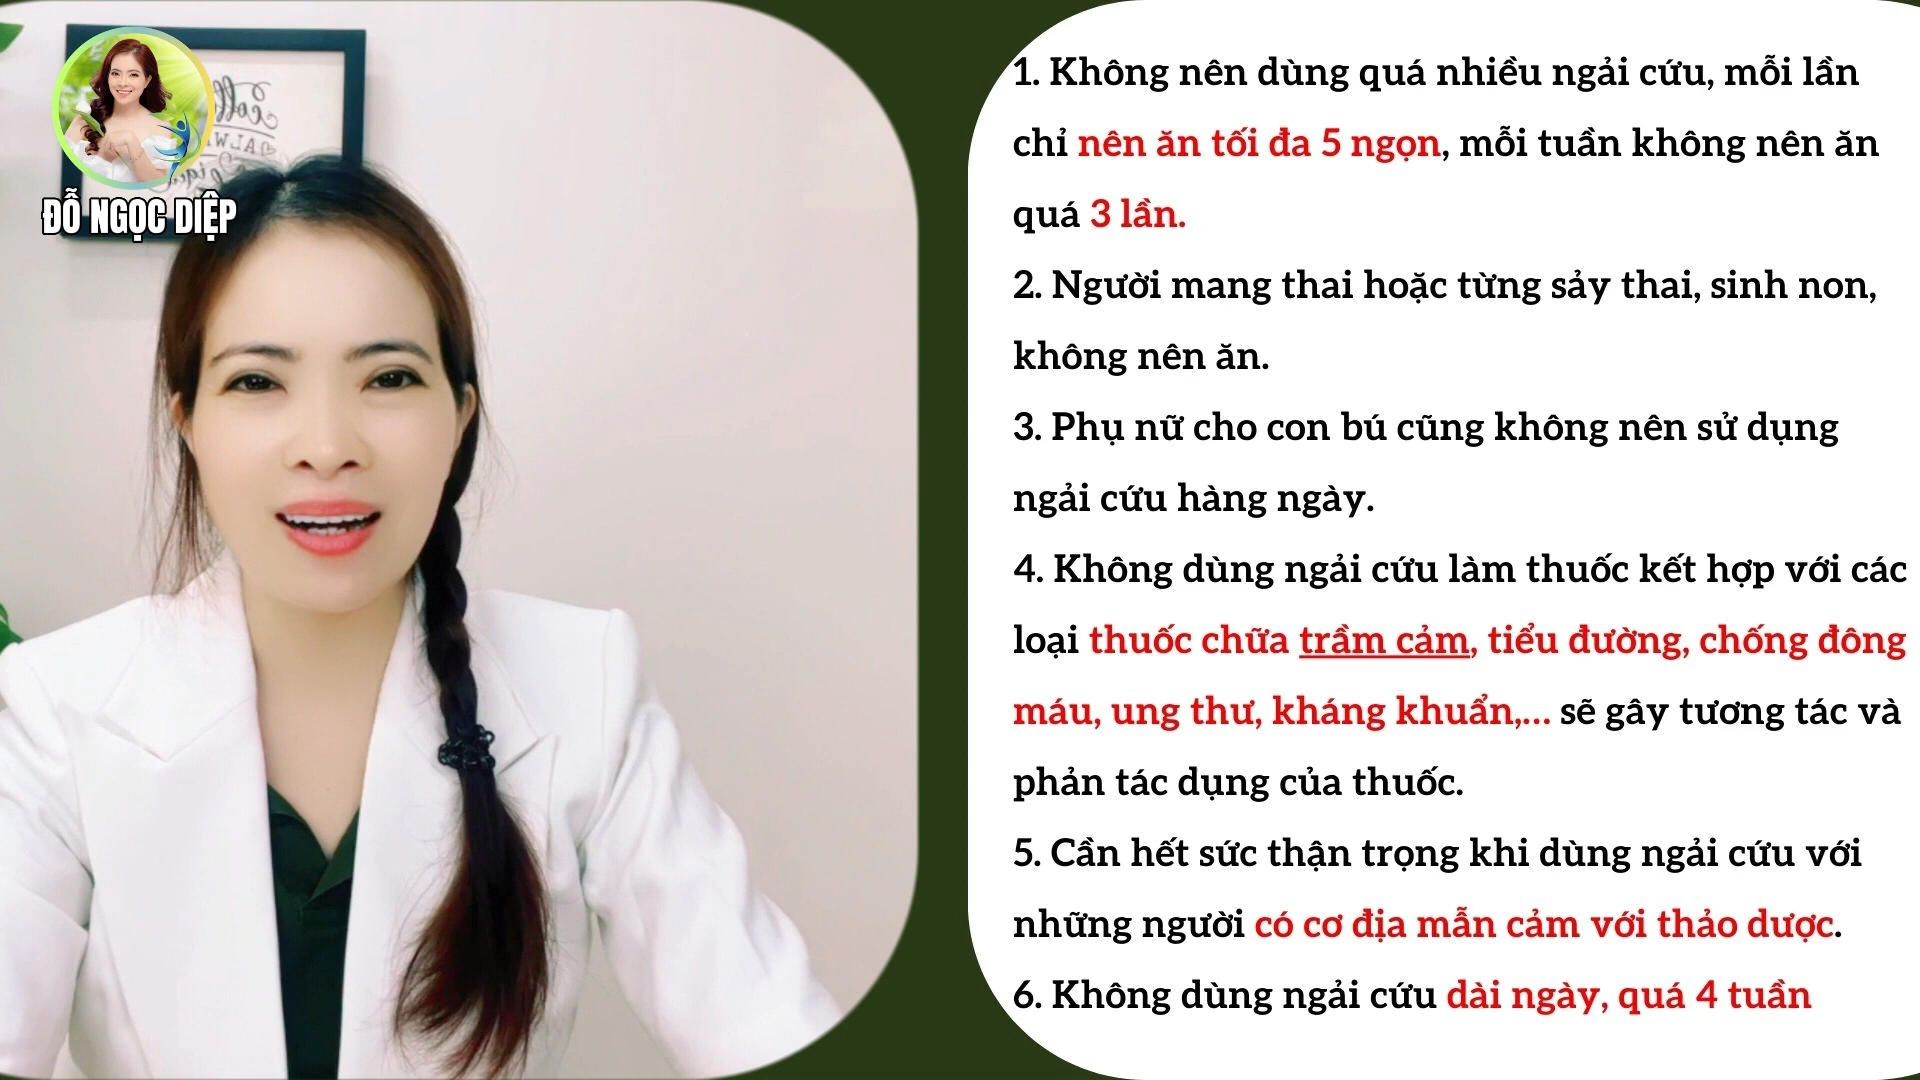 ĐỖ NGỌC DIỆP
1. Không nên dùng quá nhiều ngải cứu, mỗi lần
chỉ nên ăn tối đa 5 ngọn, mỗi tuần không nên ăn
quá 3 lần.
2. Người mang thai hoặc từng sảy thai, sinh non,
không nên ăn.
3. Phụ nữ cho con bú cũng không nên sử dụng
ngải cứu hàng ngày.
4. Không dùng ngải cứu làm thuốc kết hợp với các
loại thuốc chữa trầm cảm, tiểu đường, chống đông
máu, ung thư, kháng khuẩn,... sẽ gây tương tác và
phản tác dụng của thuốc.
5. Cần hết sức thận trọng khi dùng ngải cứu với
những người có cơ địa mẫn cảm với thảo dược.
6. Không dùng ngải cứu dài ngày, quá 4 tuần